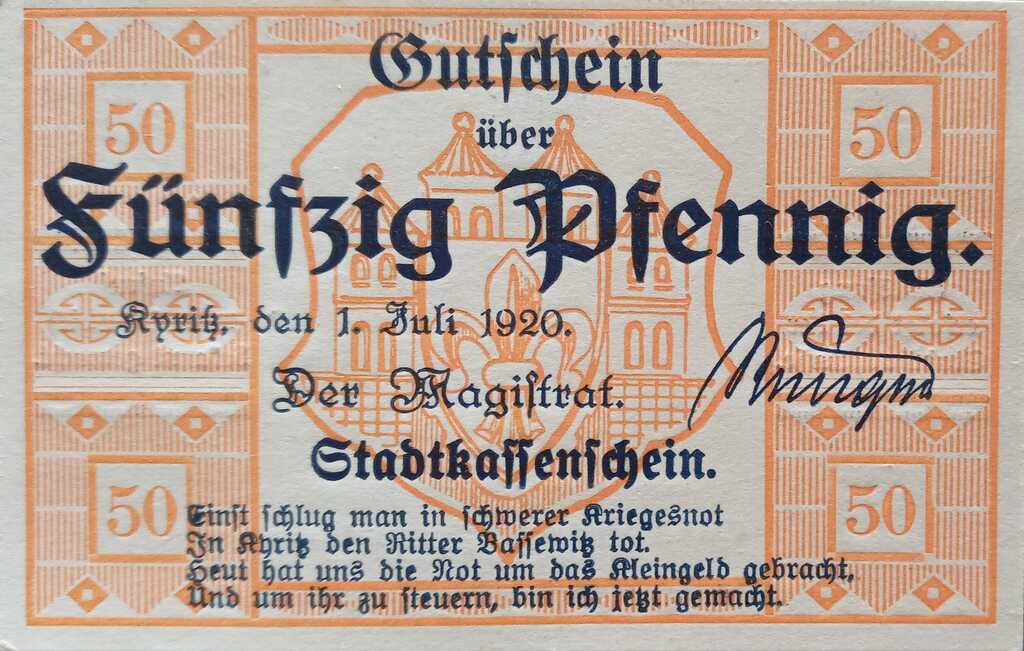 Gutschein
über
Fünfzig Pfennig.
Kyritz, den 1. Juli 1920.
Der Magistrat.
Stadtkassenschein.
Einst schlug man in schwerer Kriegesnot
In Kyritz den Ritter Bassewitz tot.
Heut hat uns die Not um das Kleingeld gebracht,
Und um ihr zu steuern, bin ich jetzt gemacht.
50
50
50
50